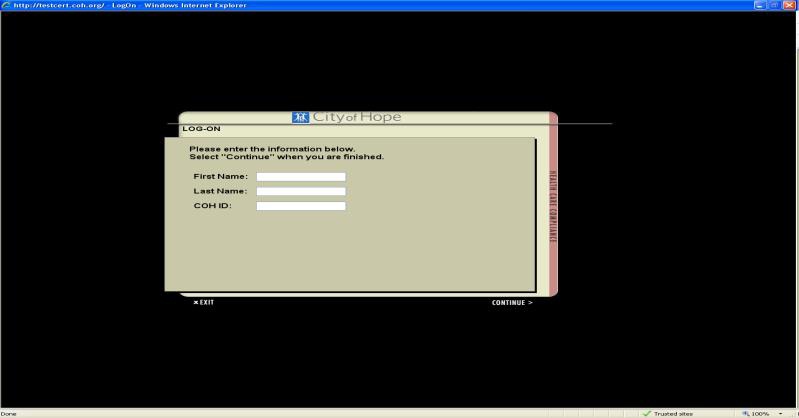 http://testcert.coh.org/ - LogOn - Windows Internet Explorer
City of Hope
LOG-ON
Please enter the information below.
Select "Continue" when you are finished.
First Name:
Last Name:
COH ID:
HEALTH CARE COMPLIANCE
× EXIT
CONTINUE >
Done
Trusted sites
100%